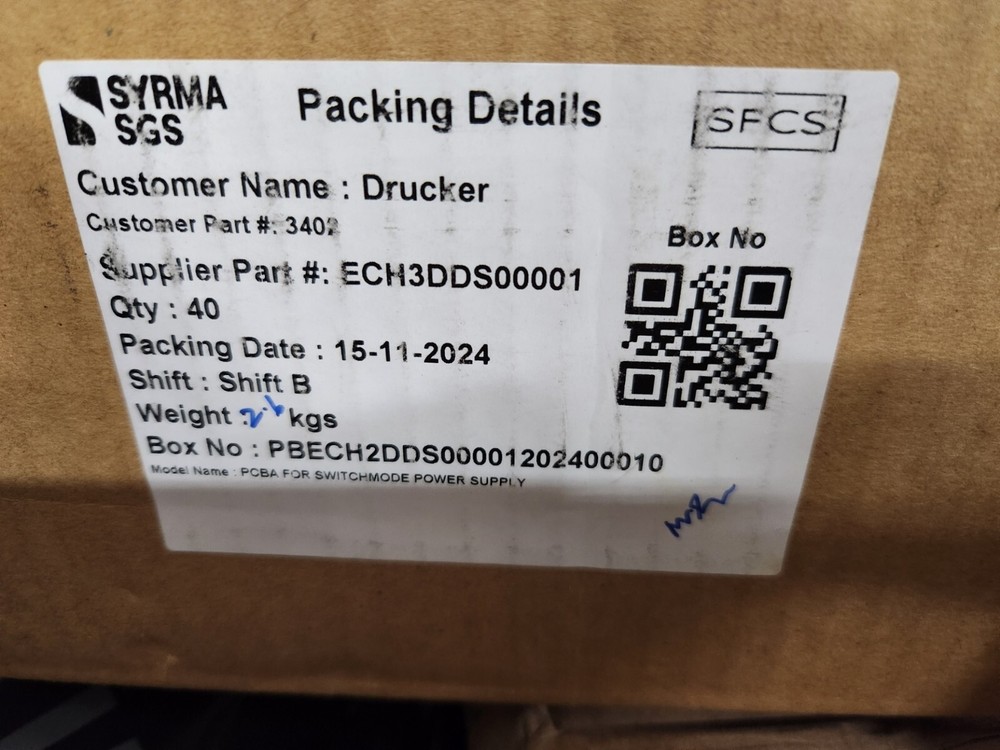 SYRMA
SGS
Packing Details
SFCS
Customer Name : Drucker
Customer Part #: 3402
Supplier Part #: ECH3DDS00001
Qty : 40
Packing Date : 15-11-2024
Shift : Shift B
Weight : kgs
Box No : PBECH2DDS00001202400010
Model Name : PCBA FOR SWITCHMODE POWER SUPPLY
Box No